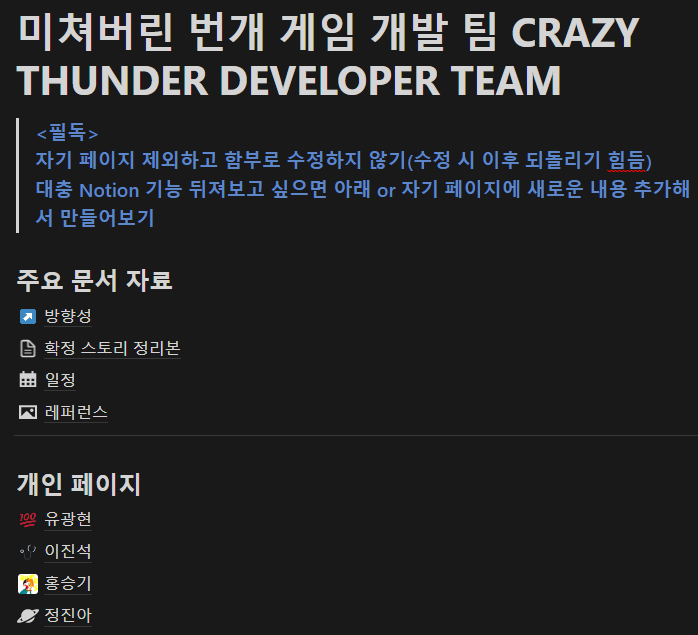 미쳐버린 번개 게임 개발 팀 CRAZY
THUNDER DEVELOPER TEAM
<필독>
자기 페이지 제외하고 함부로 수정하지 않기(수정 시 이후 되돌리기 힘듬)
대충 Notion 기능 뒤져보고 싶으면 아래 or 자기 페이지에 새로운 내용 추가해
서 만들어보기
주요 문서 자료
방향성
확정 스토리 정리본
일정
레퍼런스
개인 페이지
💯 유광현
이진석
홍승기
정진아